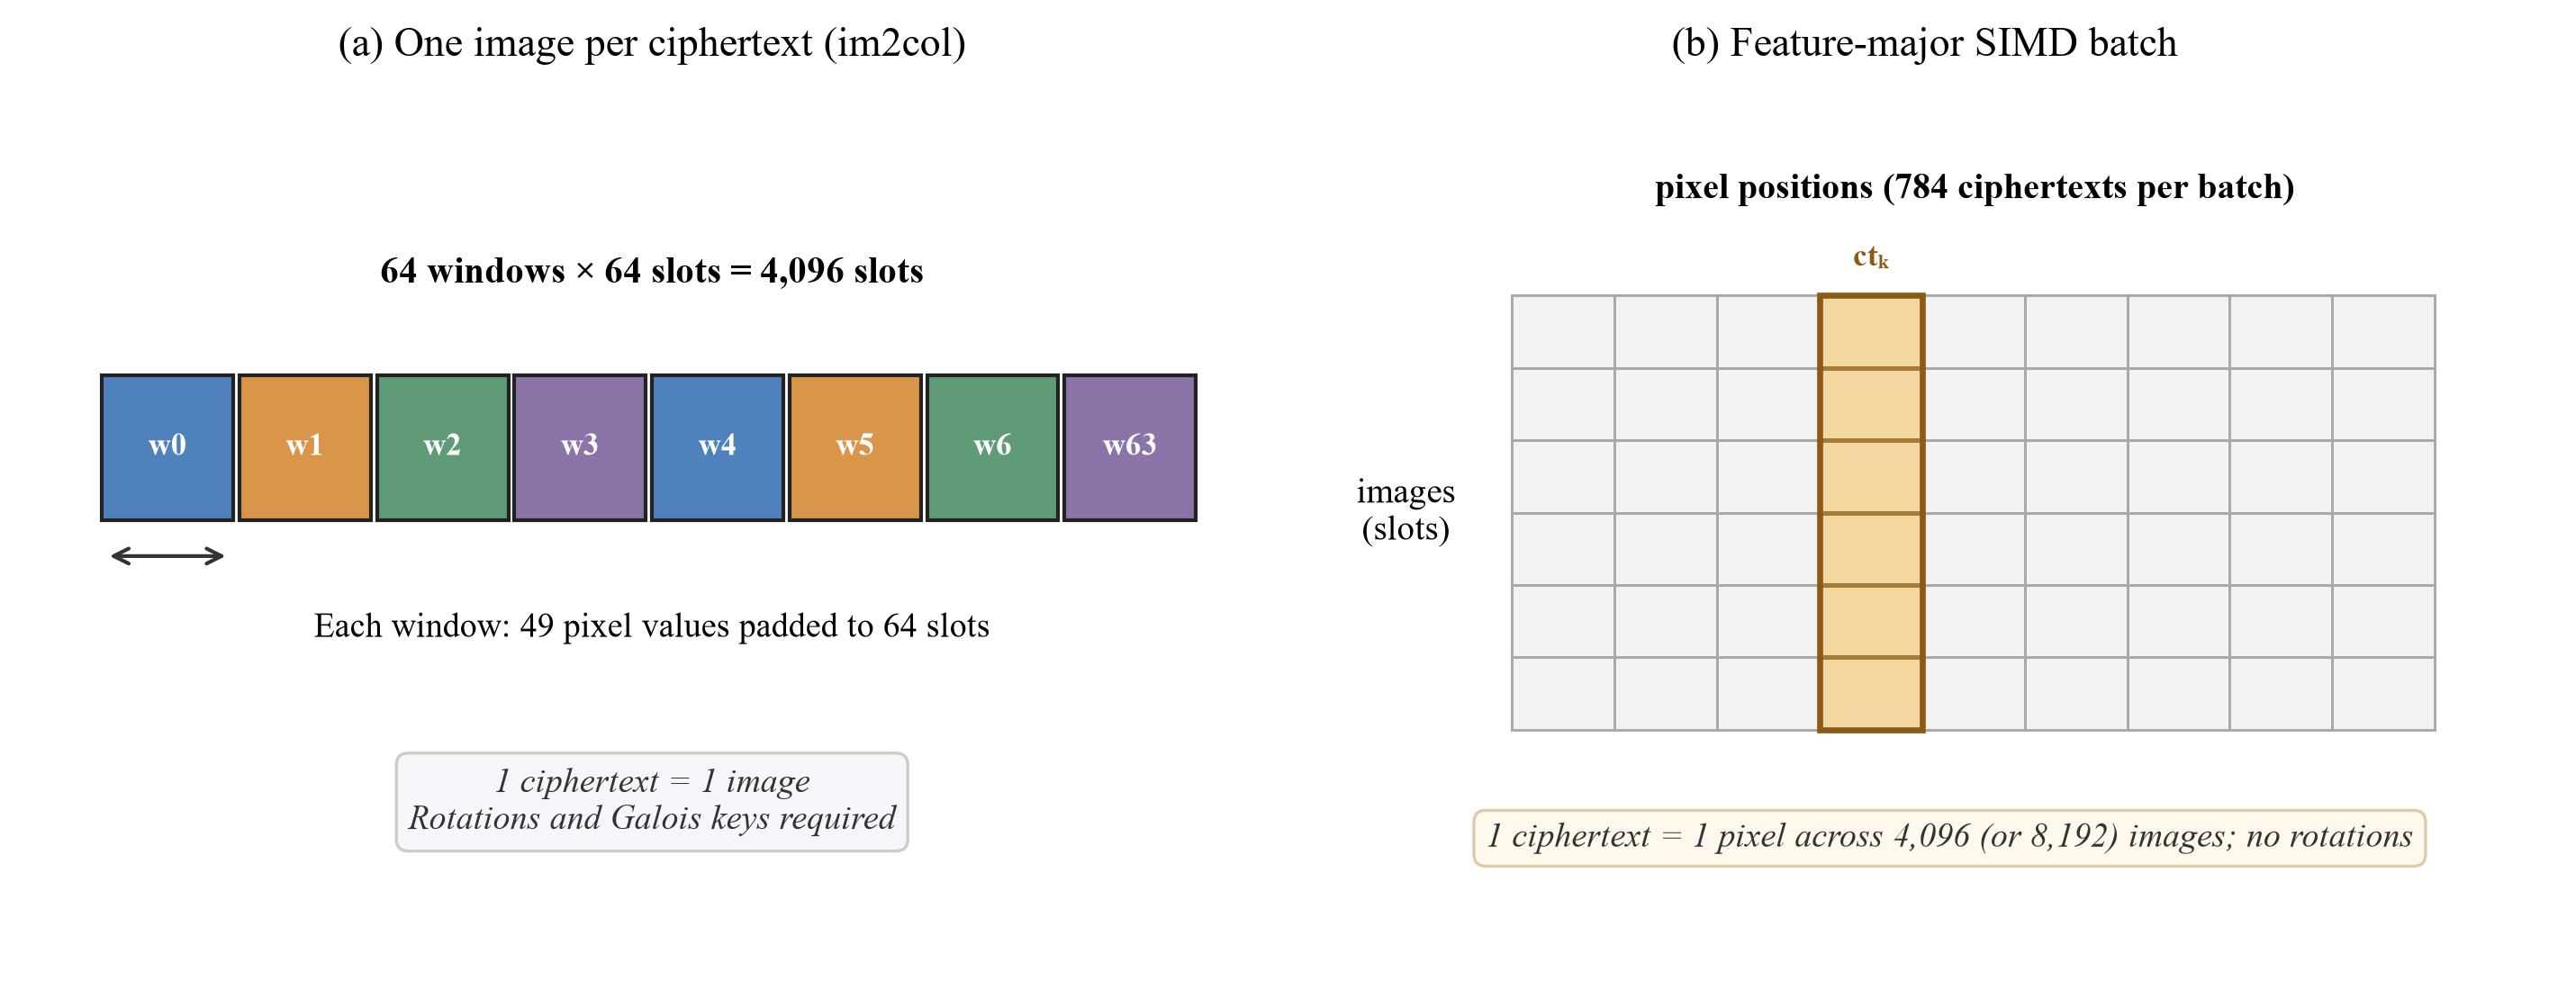 (a) One image per ciphertext (im2col)
64 windows × 64 slots = 4,096 slots
w0 w1 w2 w3 w4 w5 w6 w63
Each window: 49 pixel values padded to 64 slots
1 ciphertext = 1 image
Rotations and Galois keys required
(b) Feature-major SIMD batch
pixel positions (784 ciphertexts per batch)
ctₖ
images
(slots)
1 ciphertext = 1 pixel across 4,096 (or 8,192) images; no rotations